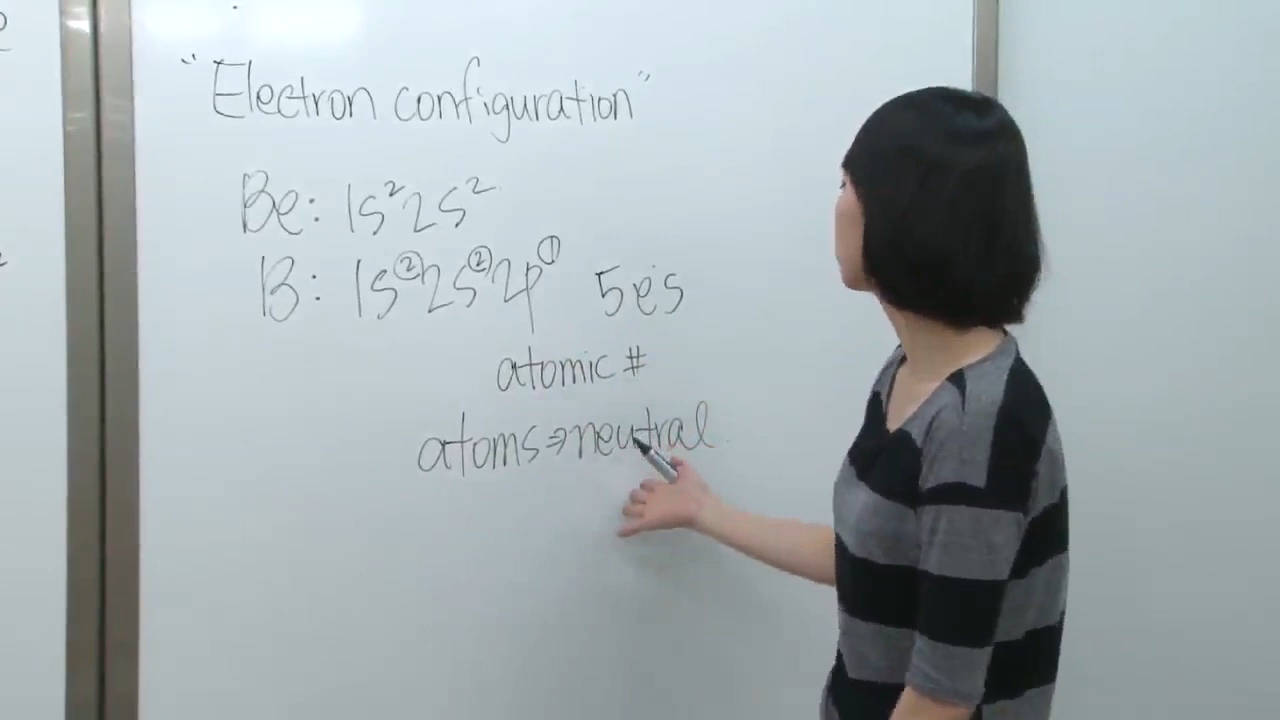 "Electron configuration"
Be: 1s²2s²
B: 1s②2s②2p① 5e's
atomic #
atoms⇒neutral